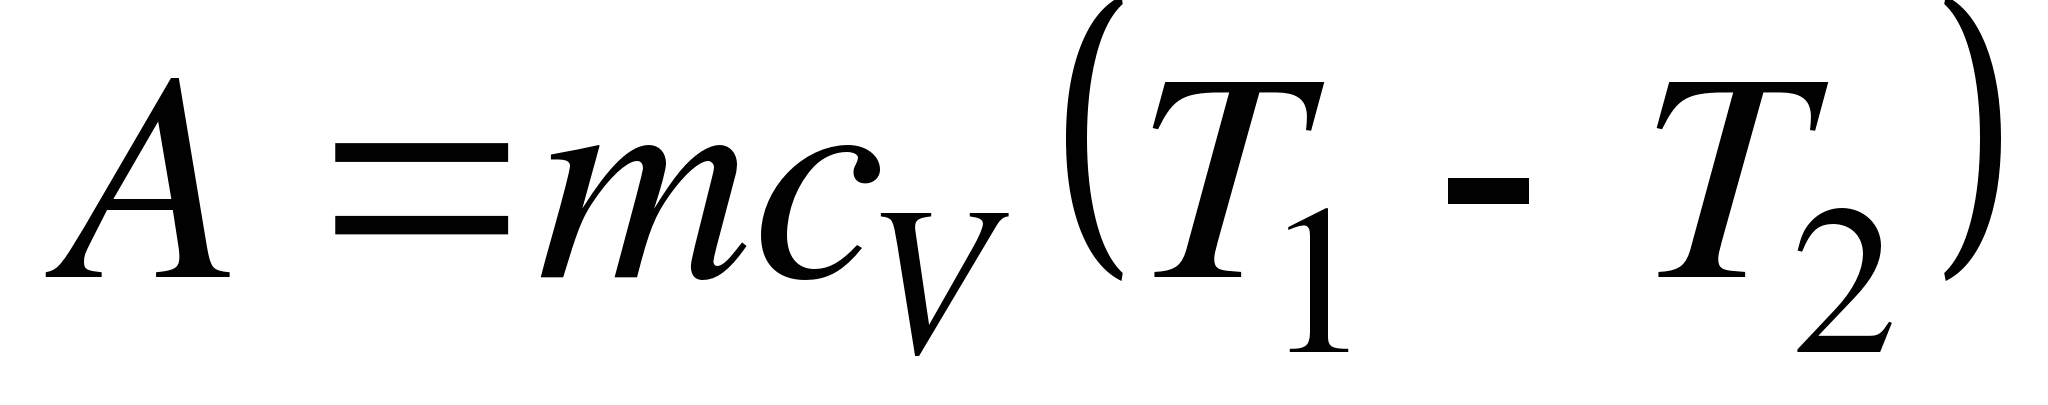 A = mc_V (T_1 - T_2)